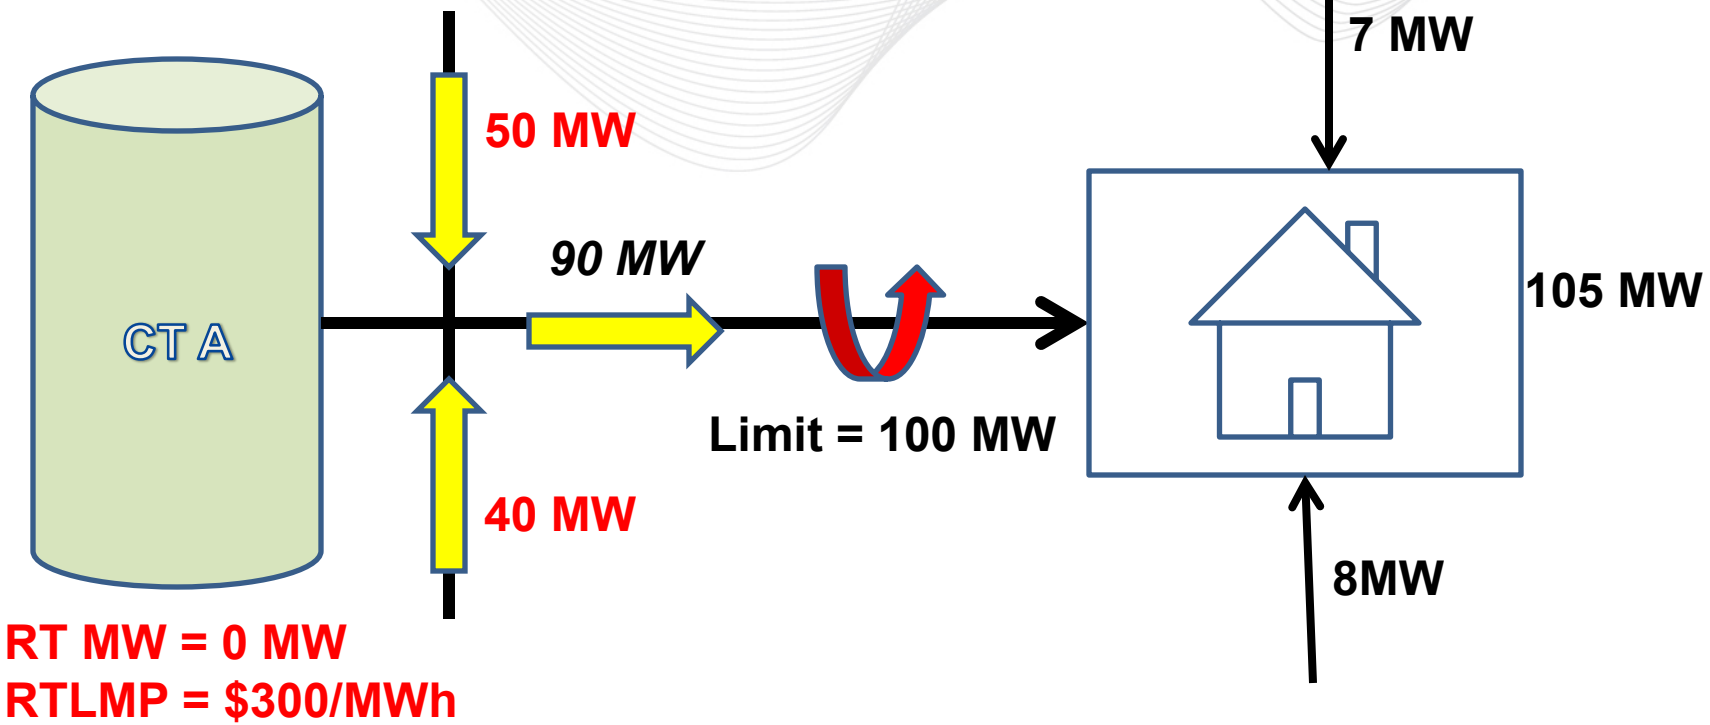 7 MW
50 MW
90 MW
105 MW
CT A
Limit = 100 MW
40 MW
8MW
RT MW = 0 MW
RTLMP = $300/MWh